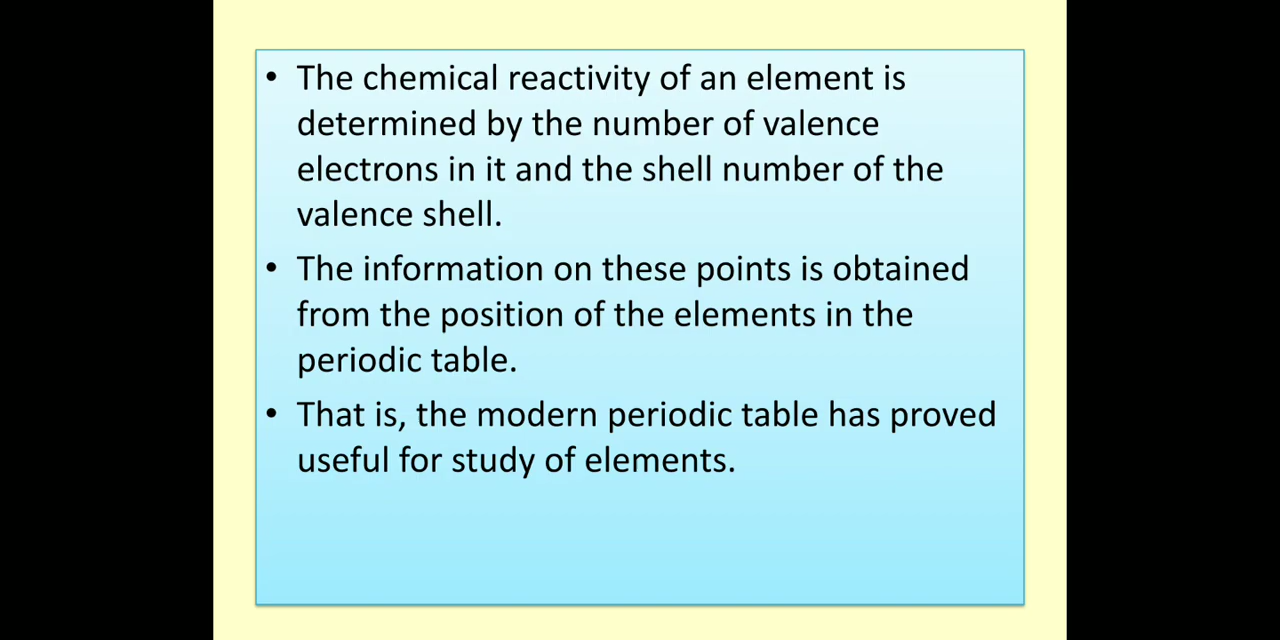 • The chemical reactivity of an element is
determined by the number of valence
electrons in it and the shell number of the
valence shell.
• The information on these points is obtained
from the position of the elements in the
periodic table.
• That is, the modern periodic table has proved
useful for study of elements.